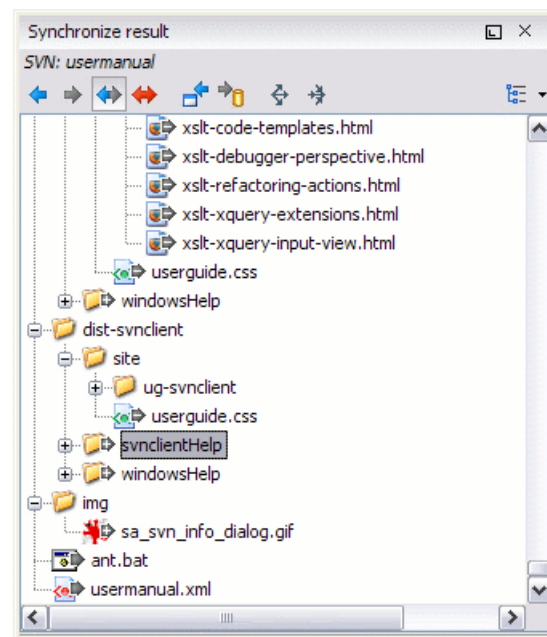 Synchronize result
SVN: usermanual
xslt-code-templates.html
xslt-debugger-perspective.html
xslt-refactoring-actions.html
xslt-xquery-extensions.html
xslt-xquery-input-view.html
userguide.css
windowsHelp
dist-svnclient
site
ug-svnclient
userguide.css
svnclientHelp
windowsHelp
img
sa_svn_info_dialog.gif
ant.bat
usermanual.xml